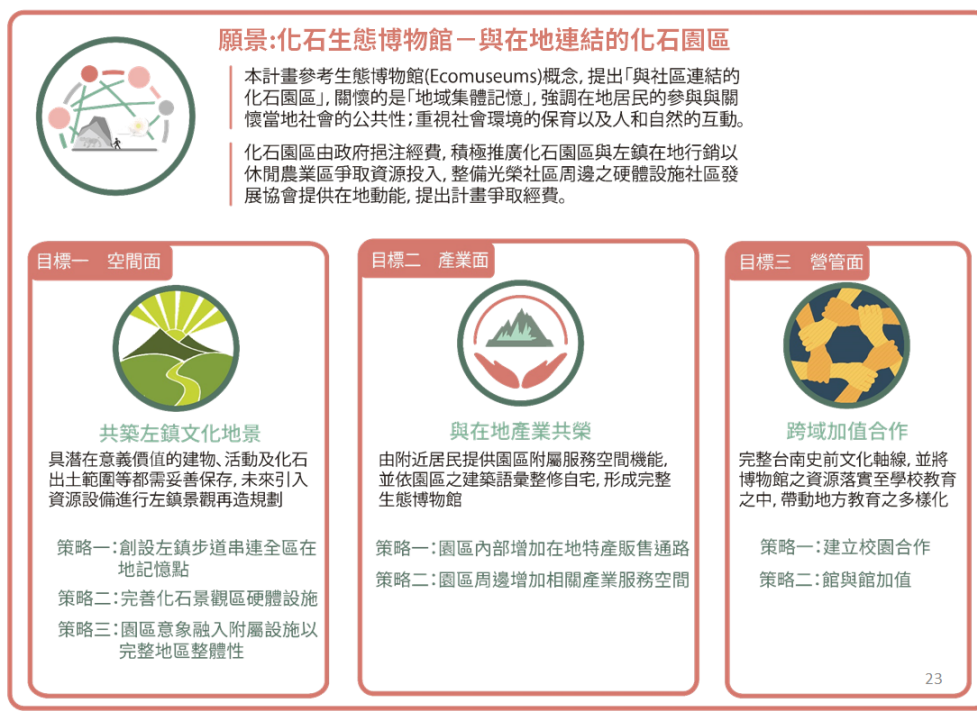 願景:化石生態博物館－與在地連結的化石園區
本計畫參考生態博物館(Ecomuseums)概念, 提出「與社區連結的
化石園區」, 關懷的是「地域集體記憶」, 強調在地居民的參與與關
懷當地社會的公共性；重視社會環境的保育以及人和自然的互動。
化石園區由政府挹注經費, 積極推廣化石園區與左鎮在地行銷以
休閒農業區爭取資源投入, 整備光榮社區周邊之硬體設施社區發
展協會提供在地動能, 提出計畫爭取經費。
目標一　空間面
共築左鎮文化地景
具潛在意義價值的建物、活動及化石
出土範圍等都需妥善保存, 未來引入
資源設備進行左鎮景觀再造規劃
策略一：創設左鎮步道串連全區在
地記憶點
策略二：完善化石景觀區硬體設施
策略三：園區意象融入附屬設施以
完整地區整體性
目標二　產業面
與在地產業共榮
由附近居民提供園區附屬服務空間機能,
並依園區之建築語彙整修自宅, 形成完整
生態博物館
策略一：園區內部增加在地特產販售通路
策略二：園區周邊增加相關產業服務空間
目標三　營管面
跨域加值合作
完整台南史前文化軸線, 並將
博物館之資源落實至學校教育
之中, 帶動地方教育之多樣化
策略一：建立校園合作
策略二：館與館加值
23